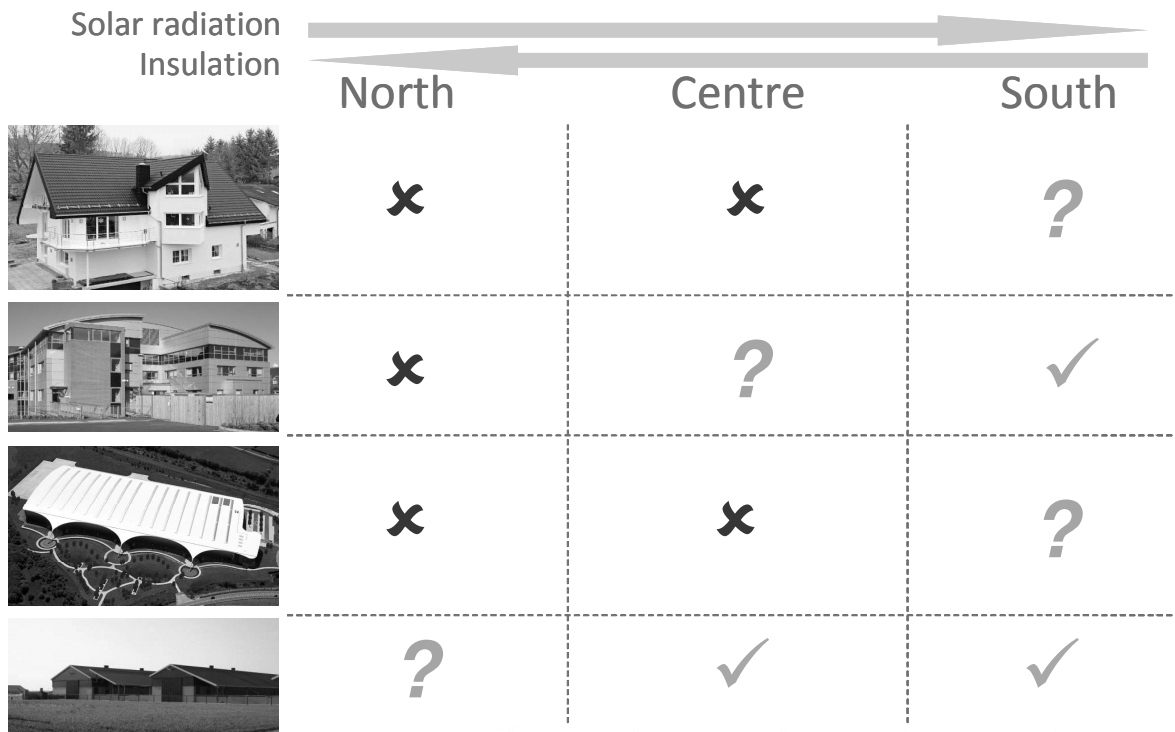 Solar radiation
Insulation
North Centre South
✘ ✘ ?
✘ ? ✓
✘ ✘ ?
? ✓ ✓